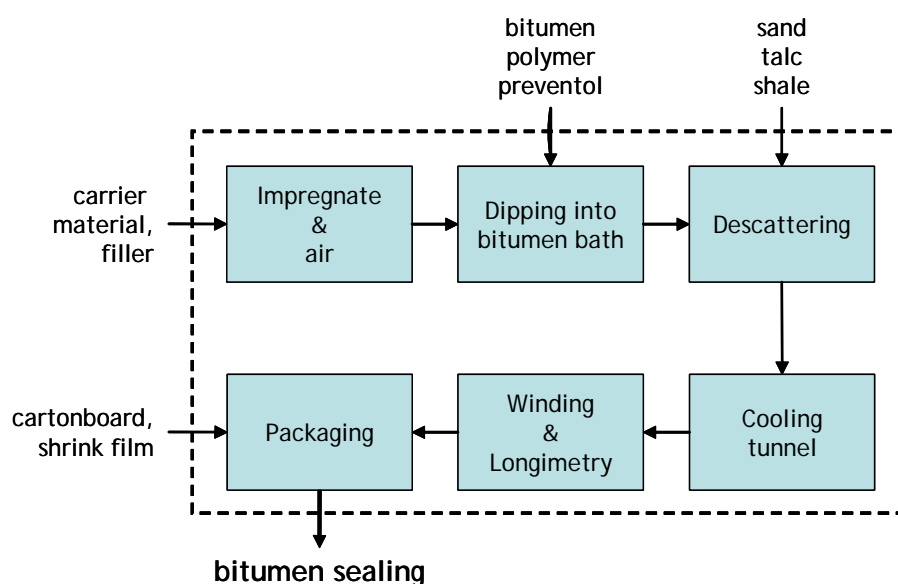 bitumen
polymer
preventol
sand
talc
shale
carrier
material,
filler
Impregnate
&
air
Dipping into
bitumen bath
Descattering
cartonboard,
shrink film
Packaging
Winding
&
Longimetry
Cooling
tunnel
bitumen sealing